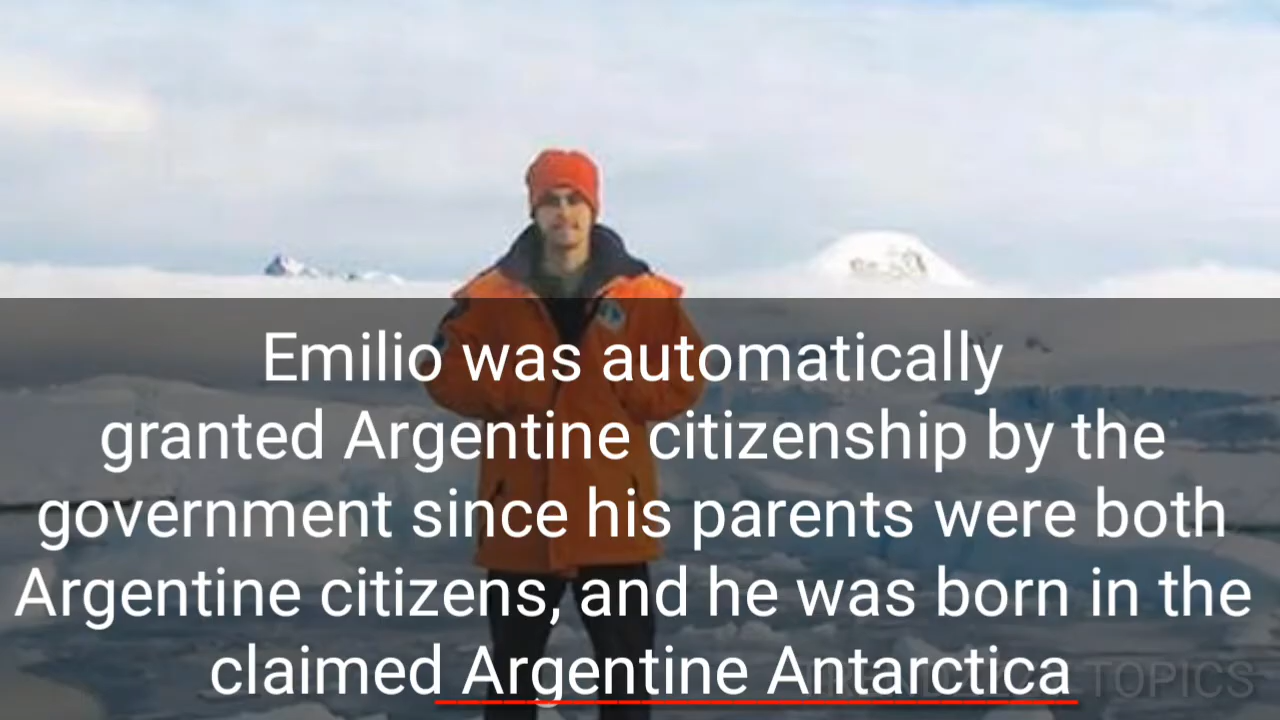 Emilio was automatically
granted Argentine citizenship by the
government since his parents were both
Argentine citizens, and he was born in the
claimed Argentine Antarctica
TOPICS